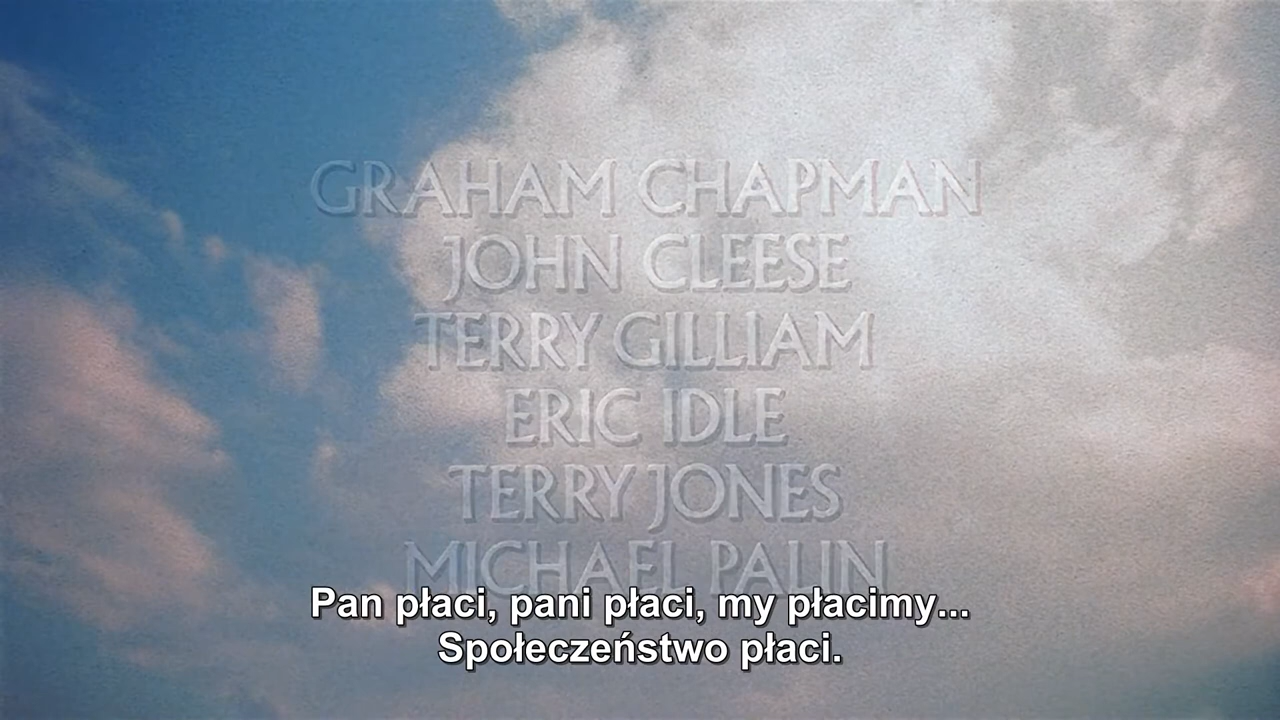 GRAHAM CHAPMAN
JOHN CLEESE
TERRY GILLIAM
ERIC IDLE
TERRY JONES
MICHAEL PALIN
Pan płaci, pani płaci, my płacimy...
Społeczeństwo płaci.